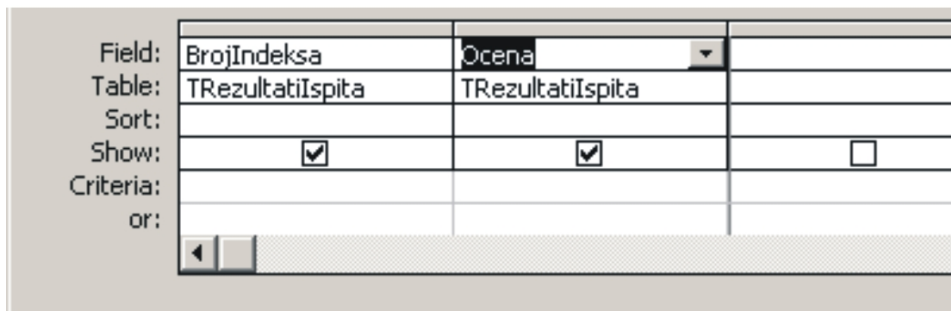 Field: BrojIndeksa Ocena
Table: TRezultatiIspita TRezultatiIspita
Sort:
Show:
Criteria:
or: